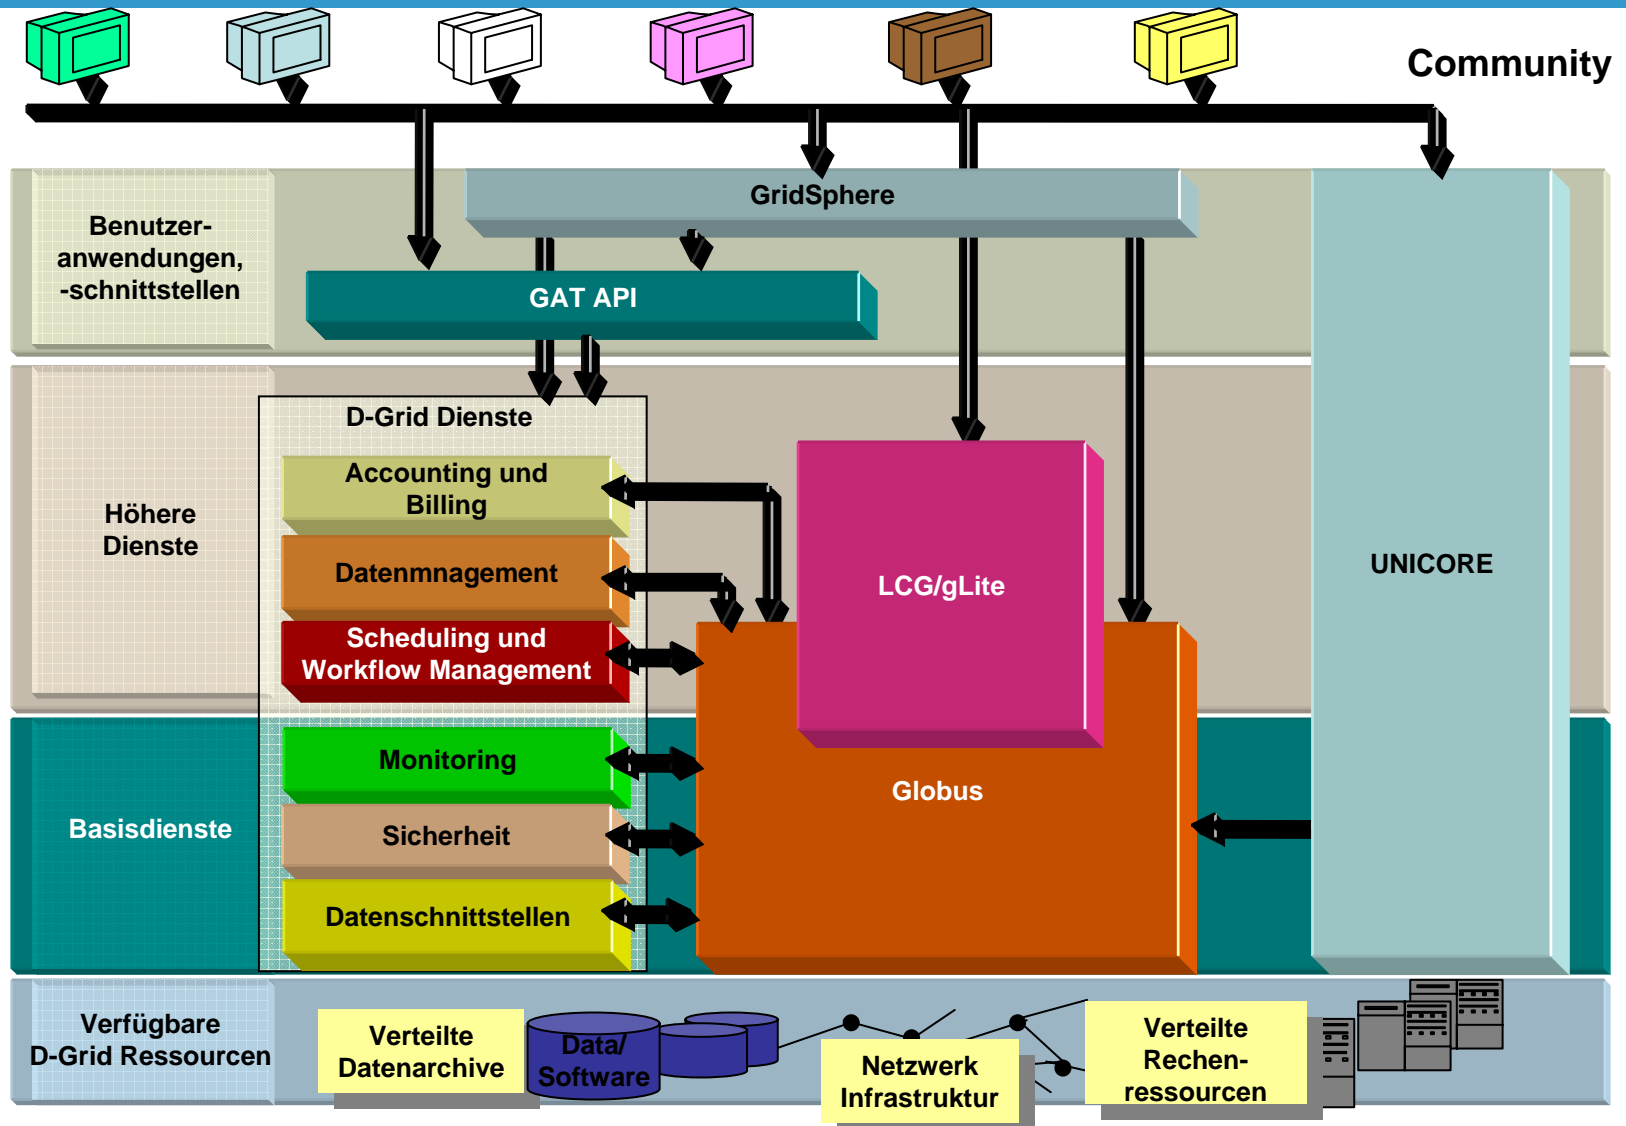 Community
GridSphere
Benutzer-
anwendungen,
-schnittstellen
GAT API
D-Grid Dienste
Accounting und
Billing
Höhere
Dienste
Datenmnagement
LCG/gLite
UNICORE
Scheduling und
Workflow Management
Monitoring
Globus
Basisdienste
Sicherheit
Datenschnittstellen
Verfügbare
D-Grid Ressourcen
Verteilte
Datenarchive
Data/
Software
Netzwerk
Infrastruktur
Verteilte
Rechen-
ressourcen